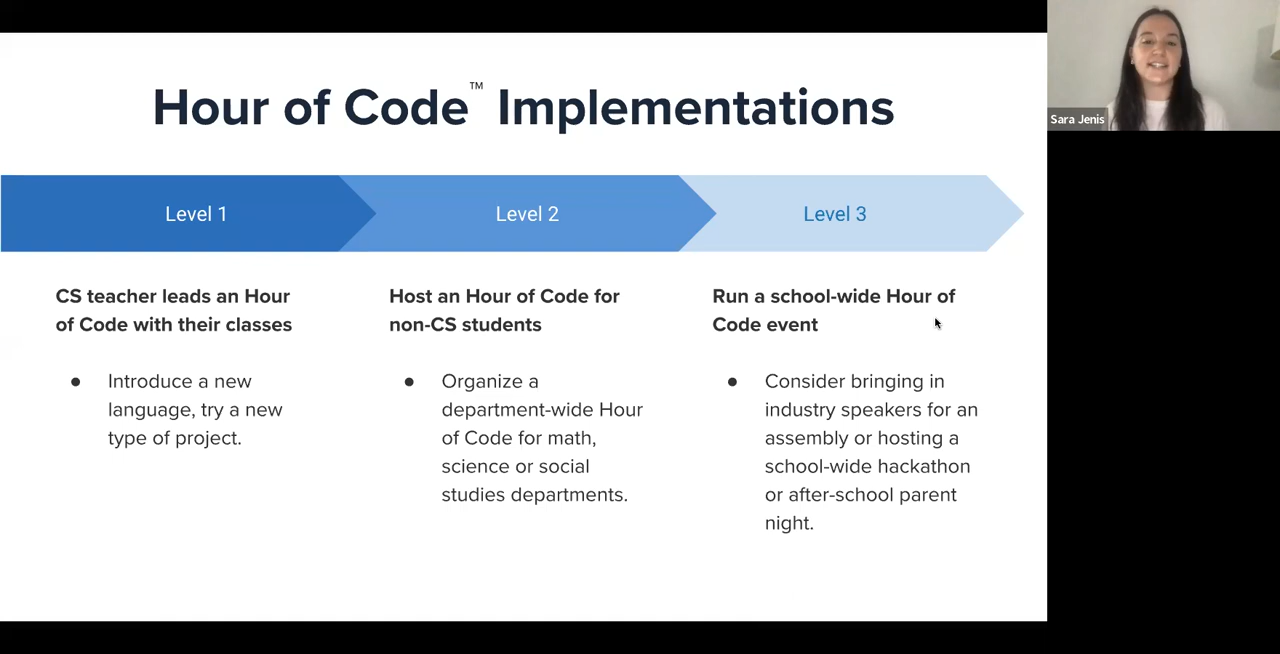 Hour of Code™ Implementations
Sara Jenis
Level 1
Level 2
Level 3
CS teacher leads an Hour
of Code with their classes
● Introduce a new
language, try a new
type of project.
Host an Hour of Code for
non-CS students
● Organize a
department-wide Hour
of Code for math,
science or social
studies departments.
Run a school-wide Hour of
Code event
● Consider bringing in
industry speakers for an
assembly or hosting a
school-wide hackathon
or after-school parent
night.